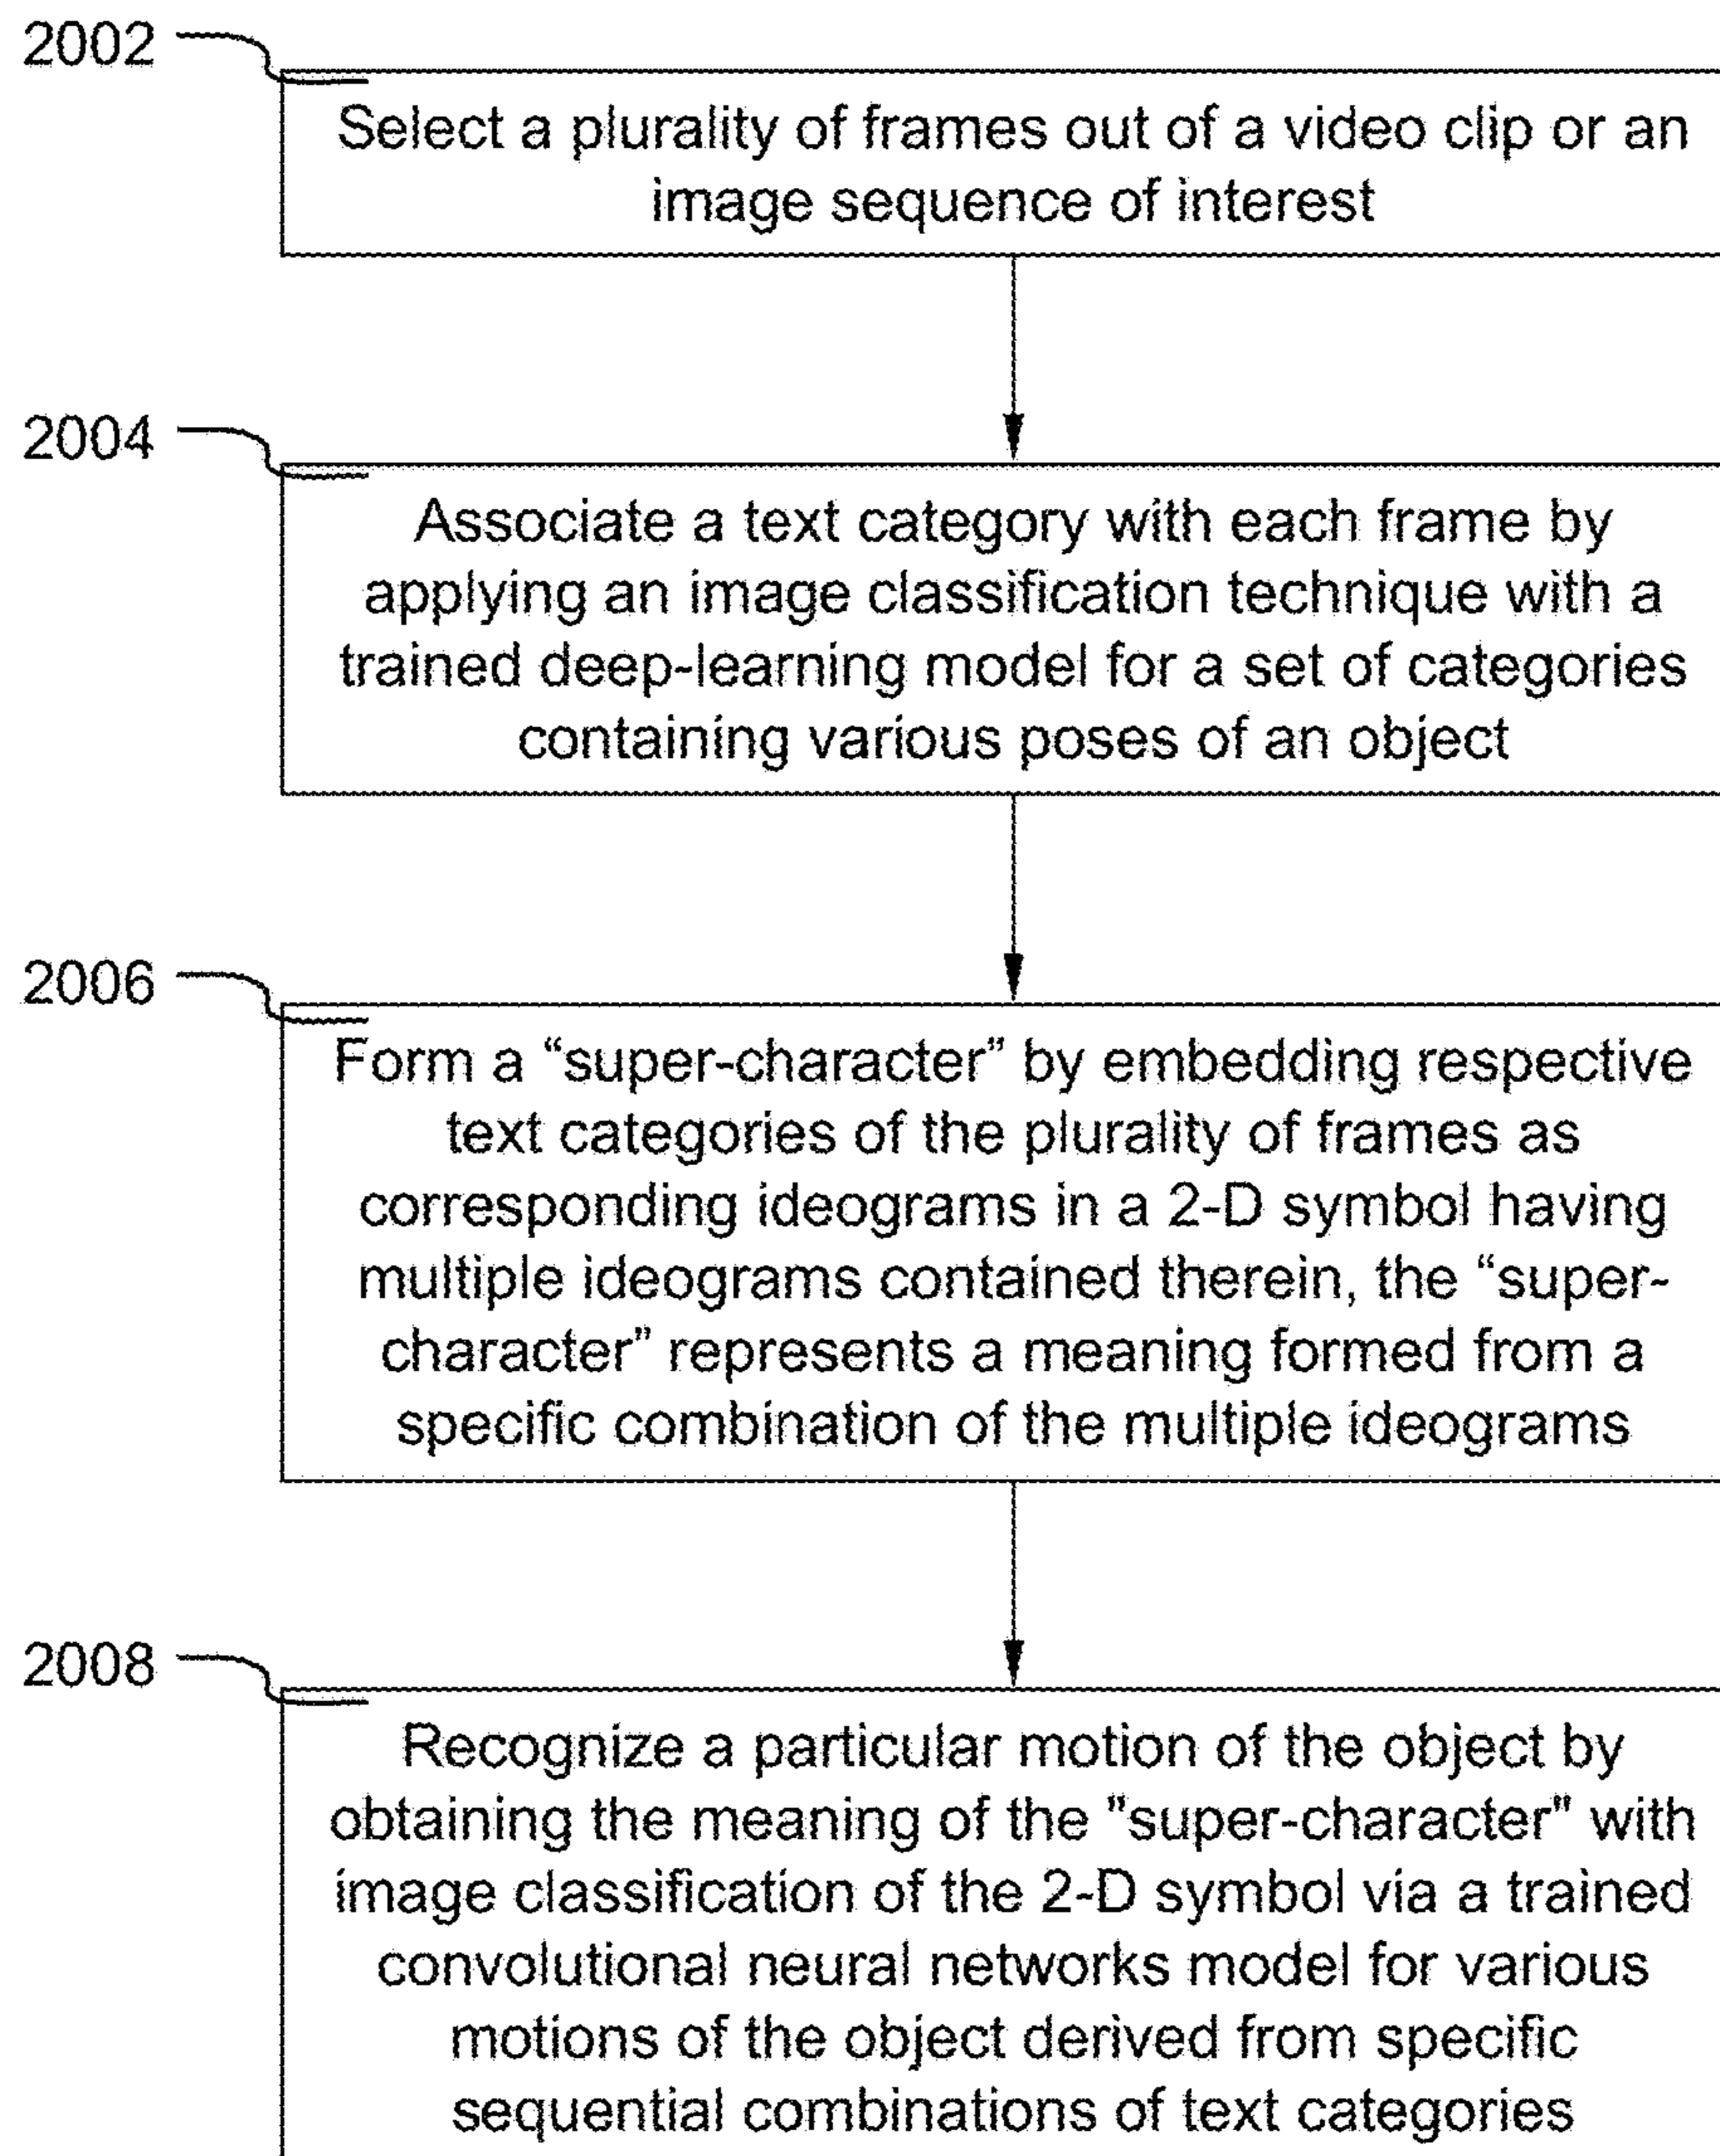 2002
Select a plurality of frames out of a video clip or an
image sequence of interest
2004
Associate a text category with each frame by
applying an image classification technique with a
trained deep-learning model for a set of categories
containing various poses of an object
2006
Form a “super-character” by embedding respective
text categories of the plurality of frames as
corresponding ideograms in a 2-D symbol having
multiple ideograms contained therein, the “super-
character” represents a meaning formed from a
specific combination of the multiple ideograms
2008
Recognize a particular motion of the object by
obtaining the meaning of the "super-character" with
image classification of the 2-D symbol via a trained
convolutional neural networks model for various
motions of the object derived from specific
sequential combinations of text categories